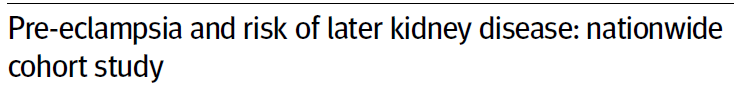 Pre-eclampsia and risk of later kidney disease: nationwide
cohort study